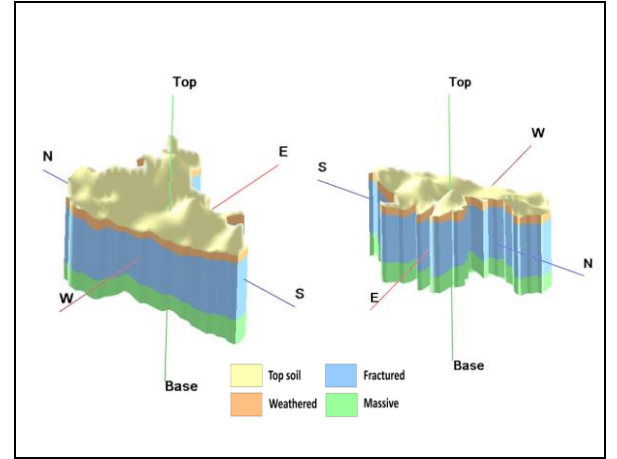 Top
N
E
W
S
Base
Top
W
S
E
N
Base
Top soil
Fractured
Weathered
Massive